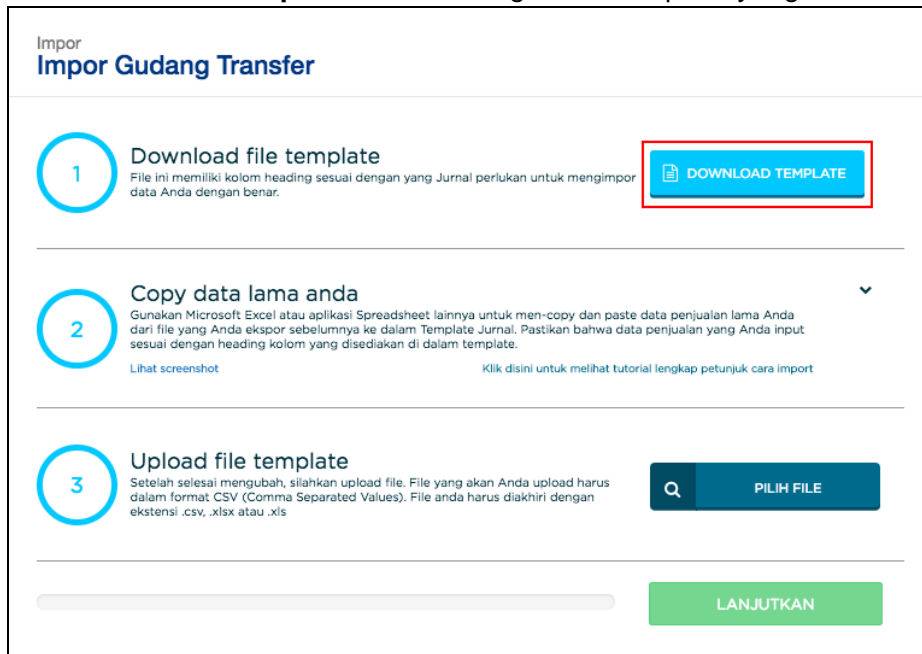 Impor
Impor Gudang Transfer
1
Download file template
File ini memiliki kolom heading sesuai dengan yang Jurnal perlukan untuk mengimpor
data Anda dengan benar.
DOWNLOAD TEMPLATE
2
Copy data lama anda
Gunakan Microsoft Excel atau aplikasi Spreadsheet lainnya untuk men-copy dan paste data penjualan lama Anda
dari file yang Anda ekspor sebelumnya ke dalam Template Jurnal. Pastikan bahwa data penjualan yang Anda input
sesuai dengan heading kolom yang disediakan di dalam template.
Lihat screenshot
Klik disini untuk melihat tutorial lengkap petunjuk cara import
3
Upload file template
Setelah selesai mengubah, silahkan upload file. File yang akan Anda upload harus
dalam format CSV (Comma Separated Values). File anda harus diakhiri dengan
ekstensi .csv, .xlsx atau .xls
PILIH FILE
LANJUTKAN